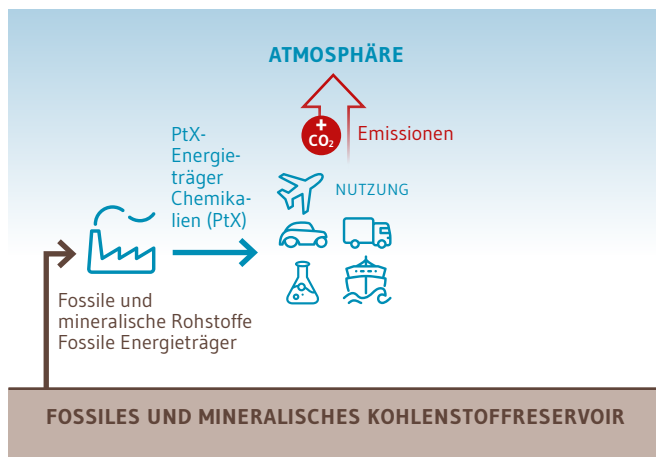 ATMOSPHÄRE
+
CO₂
Emissionen
PtX-
Energie-
träger
Chemika-
lien (PtX)
NUTZUNG
Fossile und
mineralische Rohstoffe
Fossile Energieträger
FOSSILES UND MINERALISCHES KOHLENSTOFFRESERVOIR